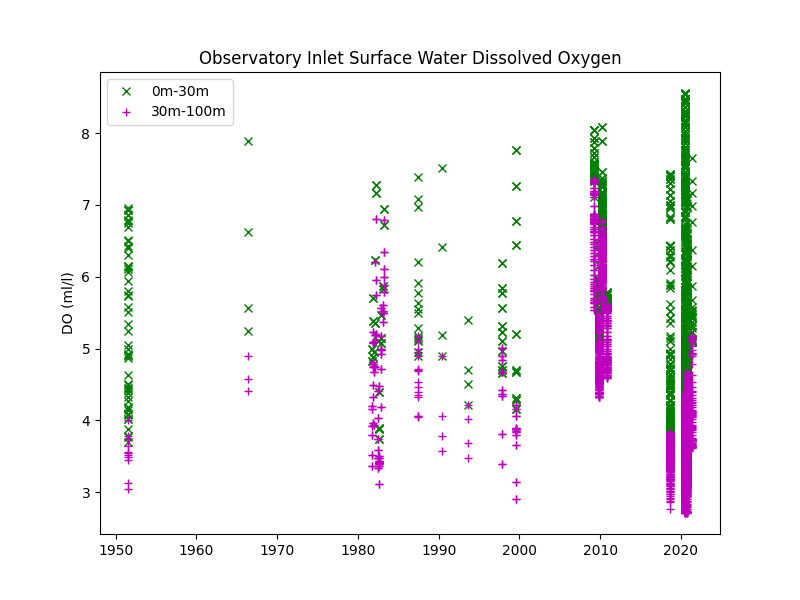 Observatory Inlet Surface Water Dissolved Oxygen
0m-30m
30m-100m
DO (ml/l)
8
7
6
5
4
3
1950 1960 1970 1980 1990 2000 2010 2020